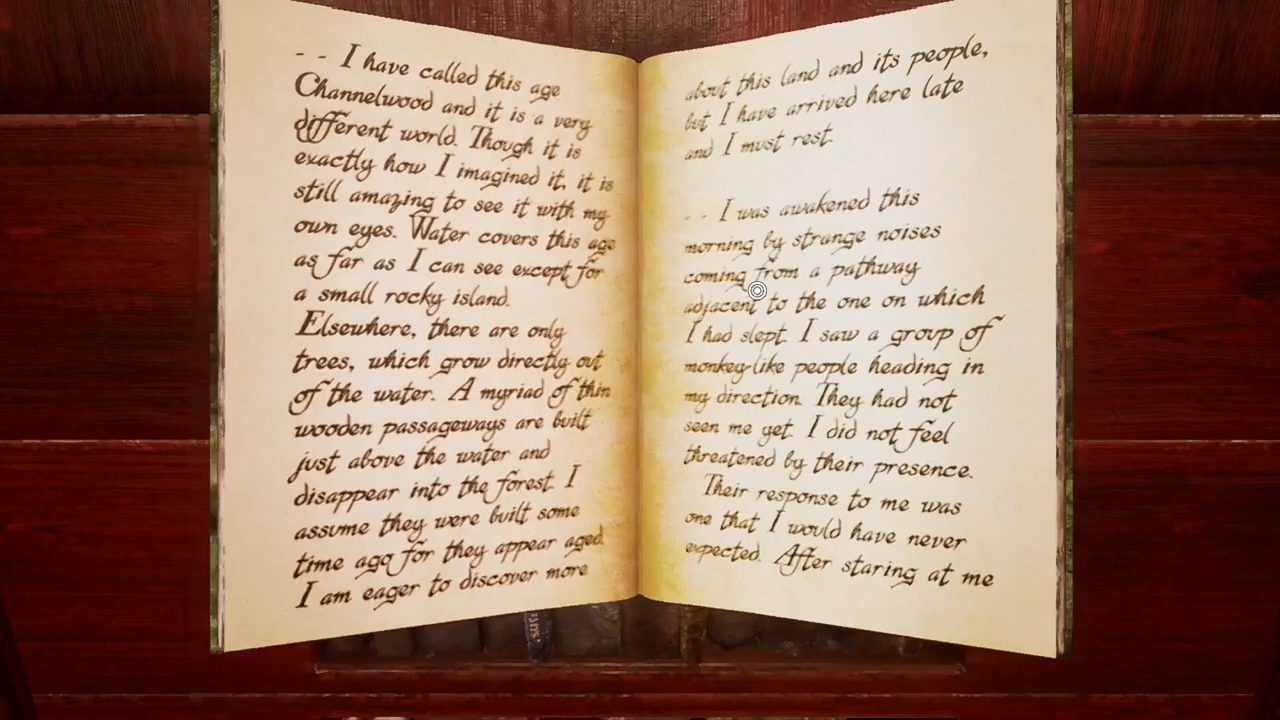 - - I have called this age
Channelwood and it is a very
different world. Though it is
exactly how I imagined it, it is
still amazing to see it with my
own eyes. Water covers this age
as far as I can see except for
a small rocky island.
Elsewhere, there are only
trees, which grow directly out
of the water. A myriad of thin
wooden passageways are built
just above the water and
disappear into the forest. I
assume they were built some
time ago for they appear aged.
I am eager to discover more
about this land and its people,
but I have arrived here late
and I must rest.
- - I was awakened this
morning by strange noises
coming from a pathway
adjacent to the one on which
I had slept. I saw a group of
monkey-like people heading in
my direction. They had not
seen me yet. I did not feel
threatened by their presence.
Their response to me was
one that I would have never
expected. After staring at me